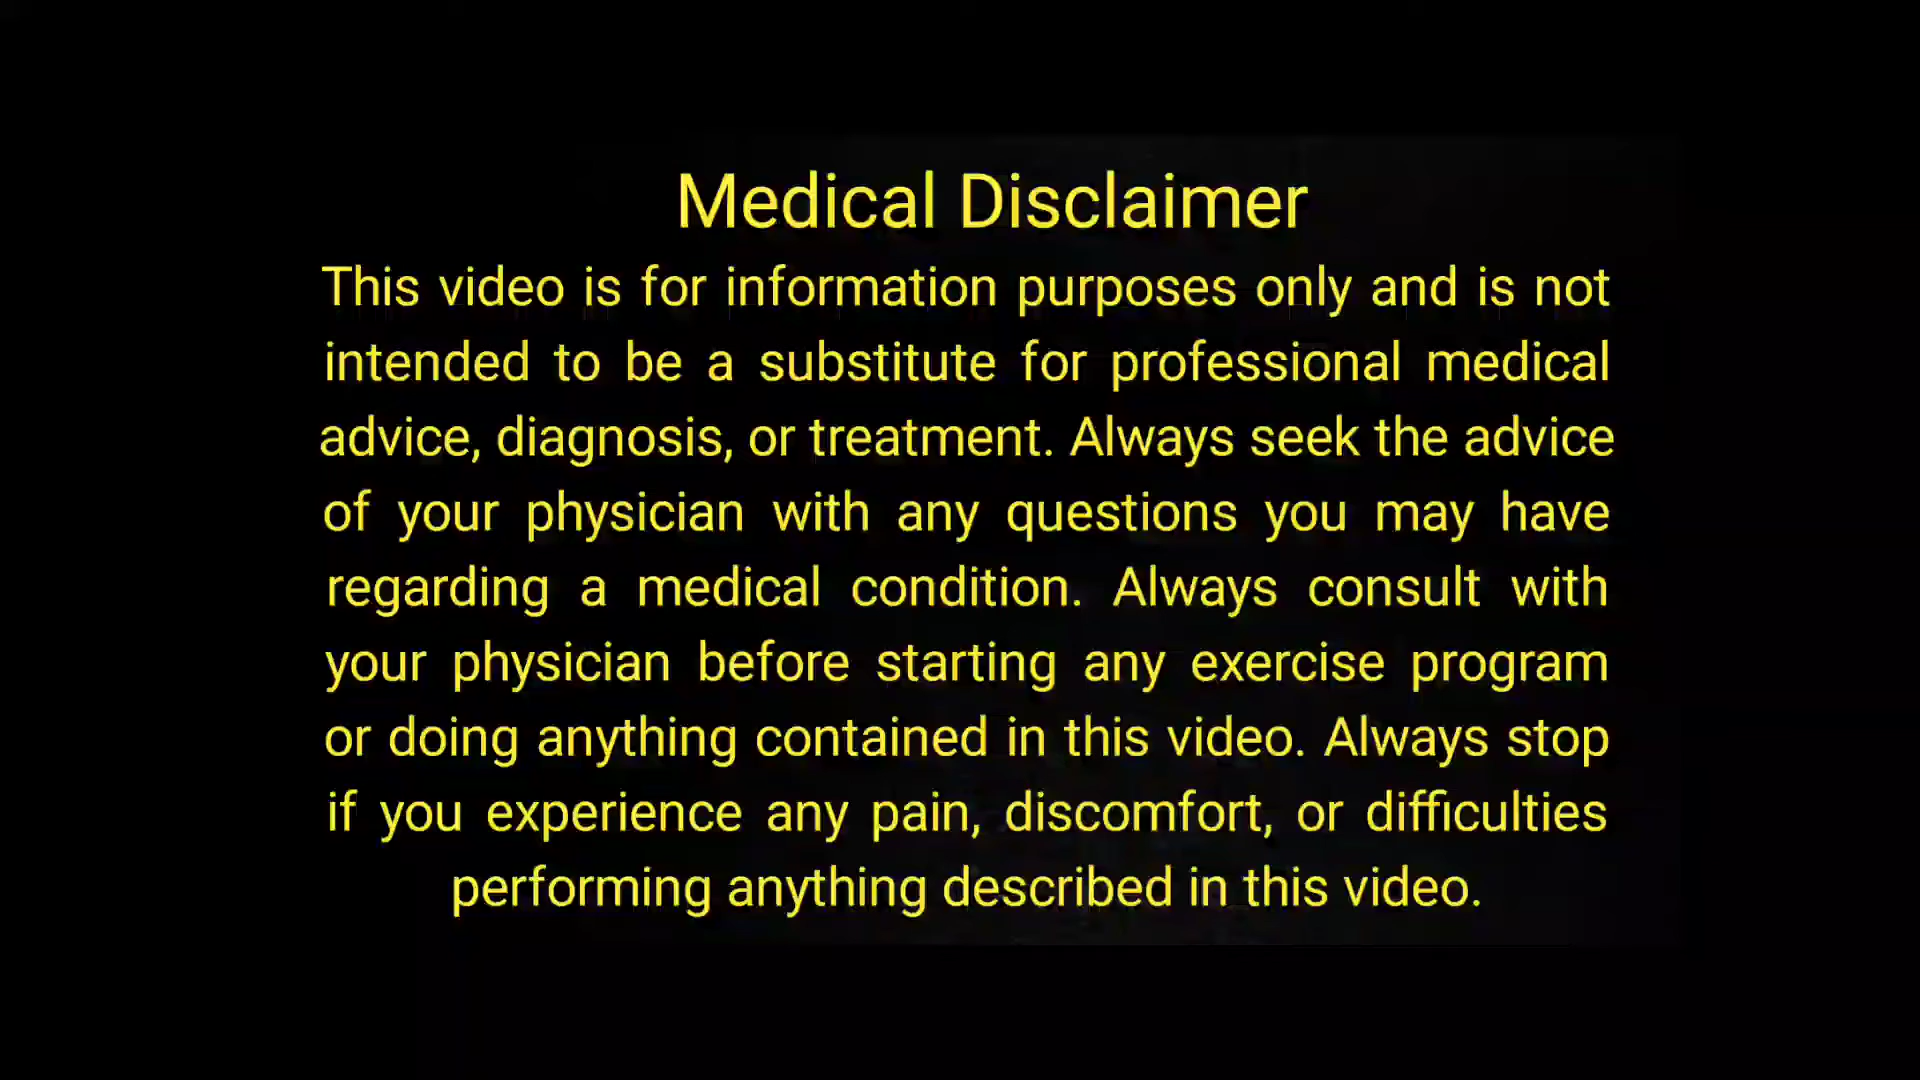 Medical Disclaimer
This video is for information purposes only and is not
intended to be a substitute for professional medical
advice, diagnosis, or treatment. Always seek the advice
of your physician with any questions you may have
regarding a medical condition. Always consult with
your physician before starting any exercise program
or doing anything contained in this video. Always stop
if you experience any pain, discomfort, or difficulties
performing anything described in this video.